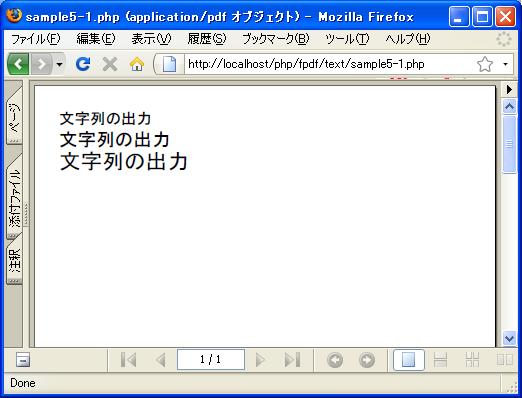 sample5-1.php (application/pdf オブジェクト) - Mozilla Firefox
ファイル(F) 編集(E) 表示(V) 履歴(S) ブックマーク(B) ツール(T) ヘルプ(H)
http://localhost/php/fpdf/text/sample5-1.php
ページ
添付ファイル
注釈
文字列の出力
文字列の出力
文字列の出力
1 / 1
Done